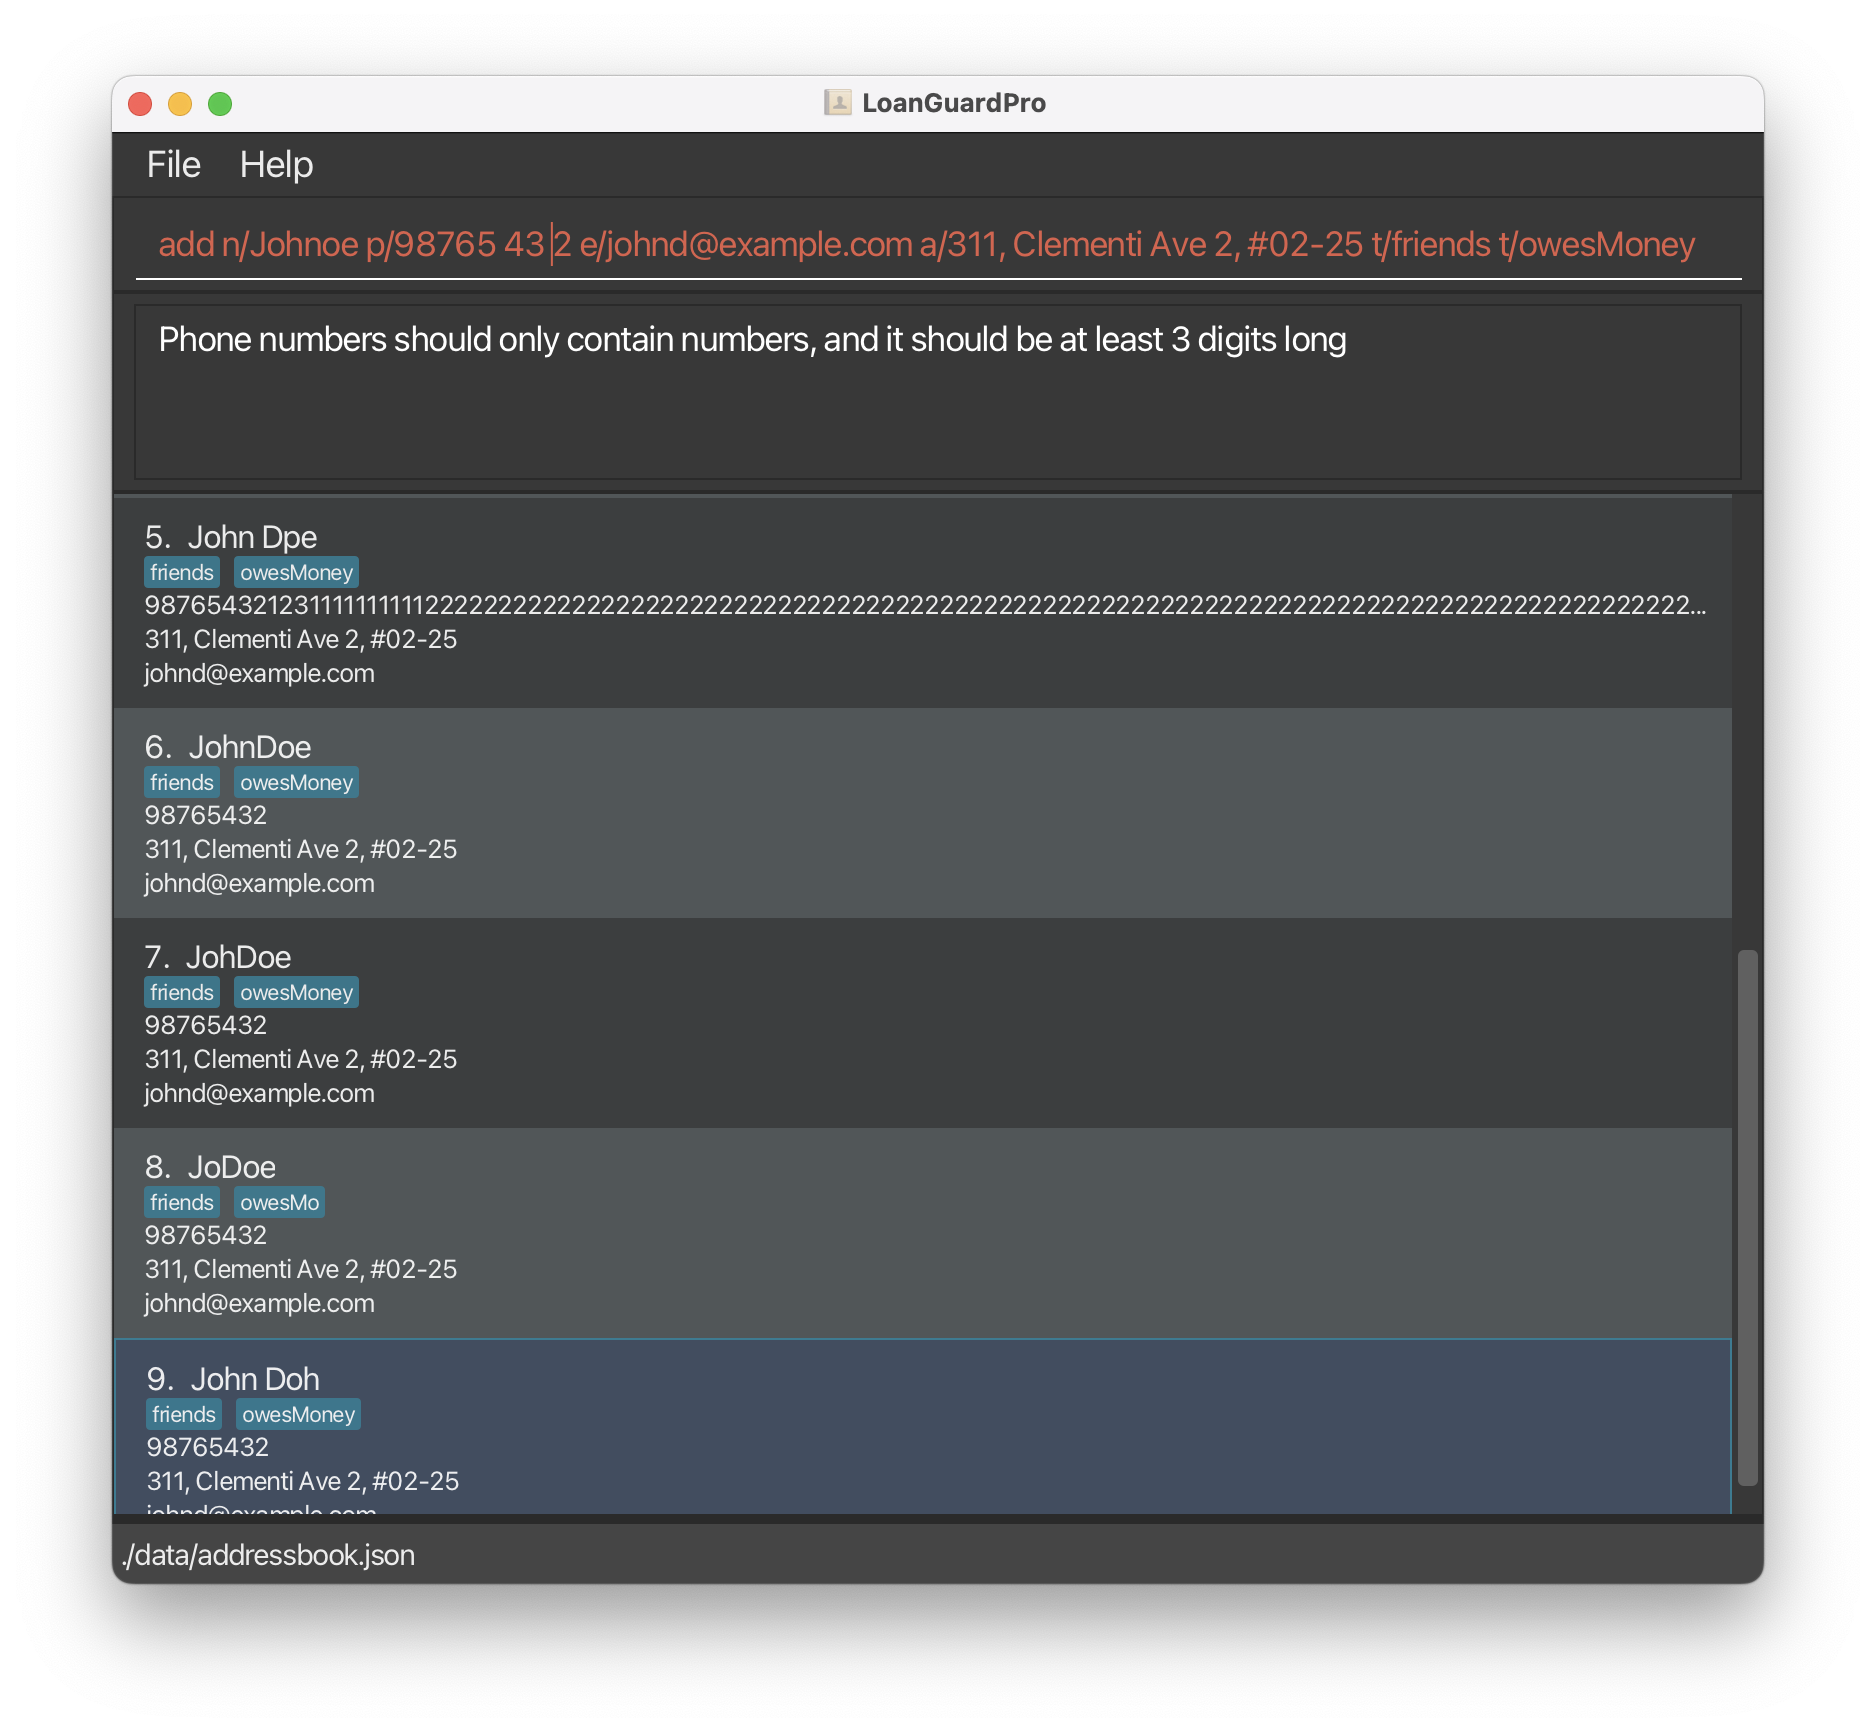 LoanGuardPro
File Help
add n/Johnoe p/98765 432 e/johnd@example.com a/311, Clementi Ave 2, #02-25 t/friends t/owesMoney
Phone numbers should only contain numbers, and it should be at least 3 digits long
5. John Dpe
friends owesMoney
311, Clementi Ave 2, #02-25
johnd@example.com
6. JohnDoe
friends owesMoney
98765432
311, Clementi Ave 2, #02-25
johnd@example.com
7. JohDoe
friends owesMoney
98765432
311, Clementi Ave 2, #02-25
johnd@example.com
8. JoDoe
friends owesMo
98765432
311, Clementi Ave 2, #02-25
johnd@example.com
9. John Doh
friends owesMoney
98765432
311, Clementi Ave 2, #02-25
johnd@example.com
./data/addressbook.json